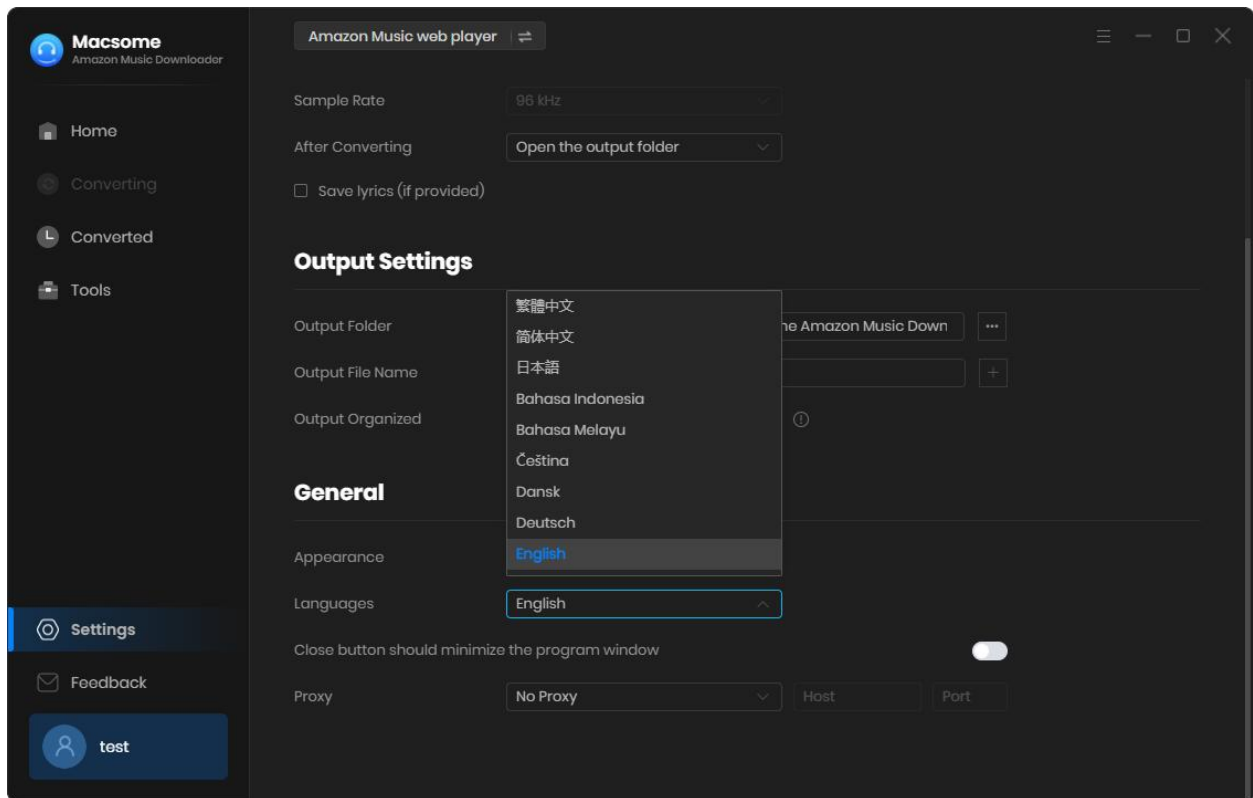 Macsome
Amazon Music Downloader
Amazon Music web player
Home
Converting
Converted
Tools
Sample Rate 96 kHz
After Converting Open the output folder
Save lyrics (if provided)
Output Settings
Output Folder
Amazon Music Down
Output File Name
Output Organized
繁體中文
简体中文
日本語
Bahasa Indonesia
Bahasa Melayu
Čeština
Dansk
Deutsch
English
General
Appearance
Languages English
Close button should minimize the program window
Proxy No Proxy Host Port
Settings
Feedback
test